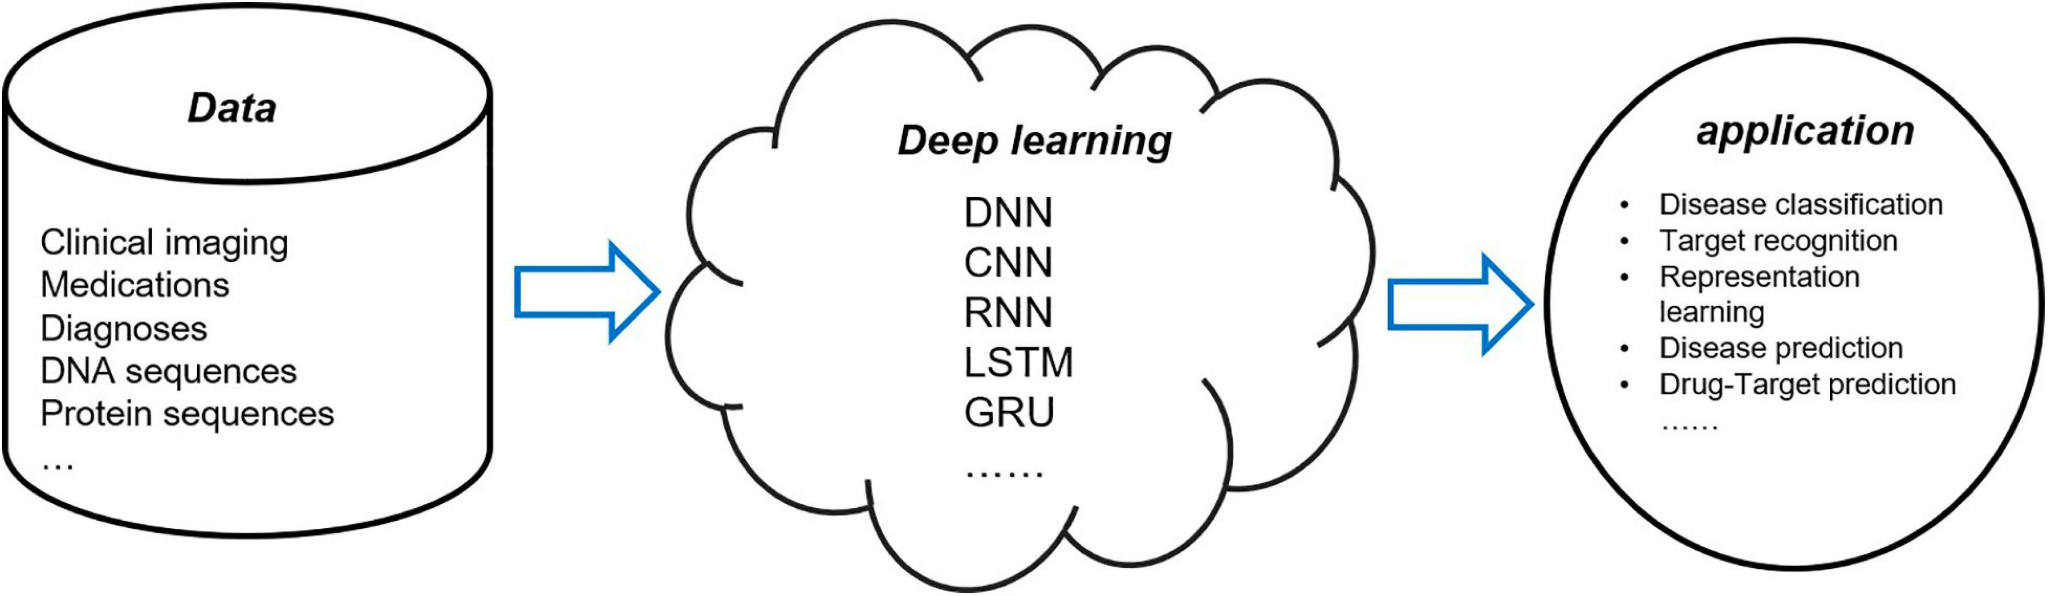 Data
Clinical imaging
Medications
Diagnoses
DNA sequences
Protein sequences
...
Deep learning
DNN
CNN
RNN
LSTM
GRU
......
application
• Disease classification
• Target recognition
• Representation
learning
• Disease prediction
• Drug-Target prediction
......